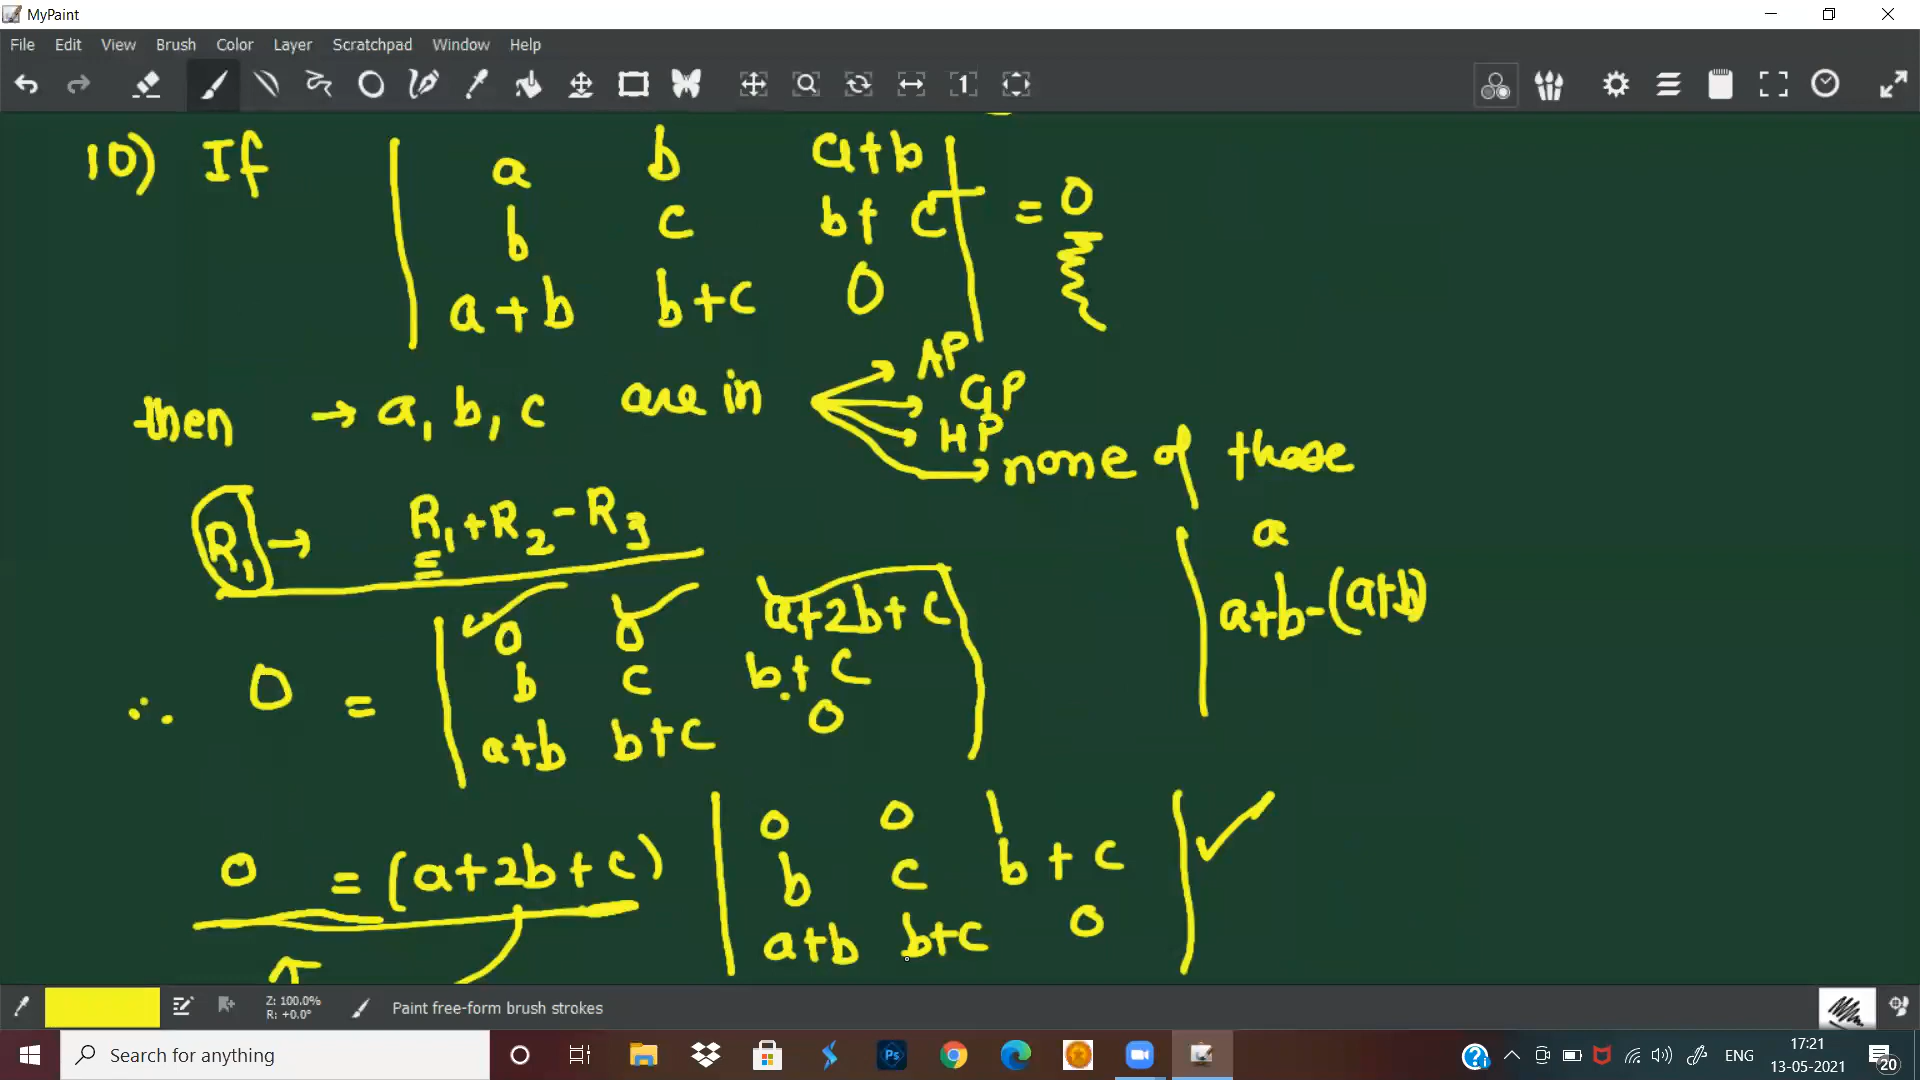 MyPaint
File Edit View Brush Color Layer Scratchpad Window Help
10) If
a b a+b
b c b+c = 0
a+b b+c 0
then → a, b, c are in
AP
GP
HP
none of those
R₁ → R₁+R₂-R₃
a
a+b-(a+b)
0 0 a+2b+c
∴ 0 = b c b+c
a+b b+c 0
0 0 1
0 = (a+2b+c) b c b+c ✓
a+b b+c 0
Z: 100.0%
R: +0.0°
Paint free-form brush strokes
Search for anything
ENG
17:21
13-05-2021
20